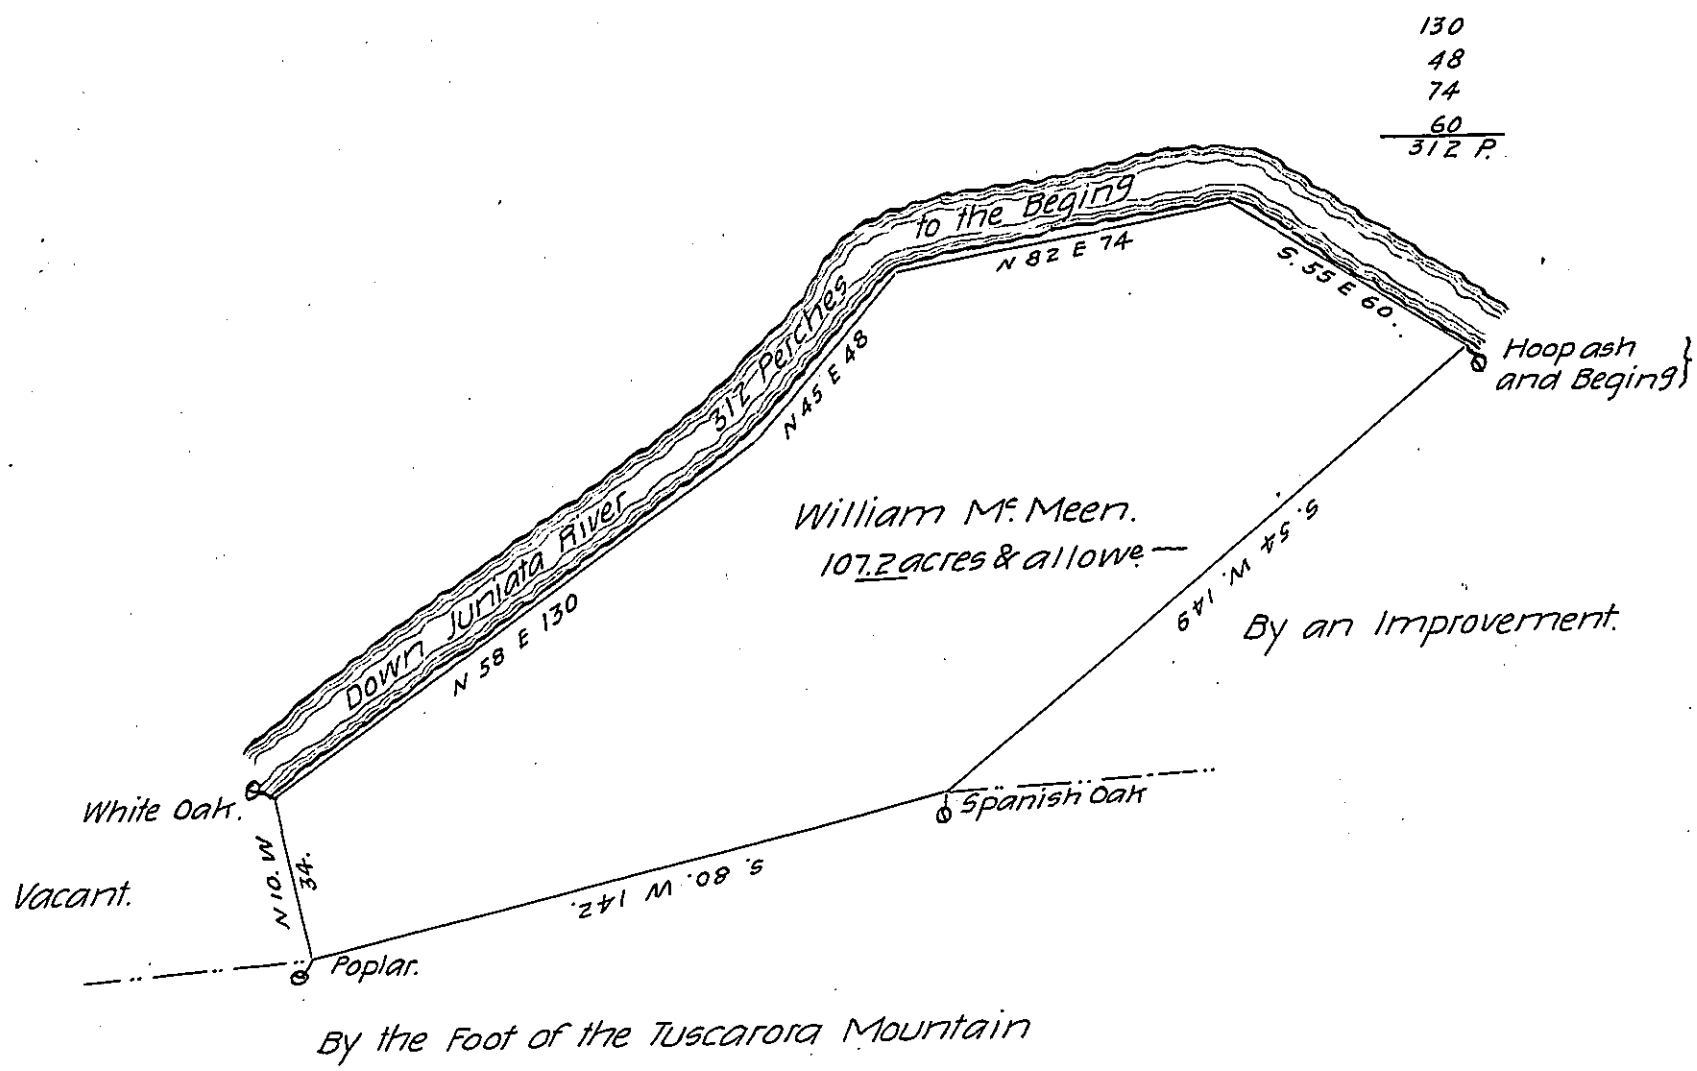 130
48
74
60
312 P.
Down Juniata River 312 Perches to the Beging
N 82 E 74
S. 55 E 60.
N 45 E 48
N 58 E 130
Hoop ash
and Beging}
William Mc. Meen.
107.2 acres & allowe. —
S. 54 W. 149
By an Improvement.
White Oak.
Spanish Oak
N 10. W
34.
S. 80. W 142.
Vacant.
Poplar.
By the Foot of the Tuscarora Mountain